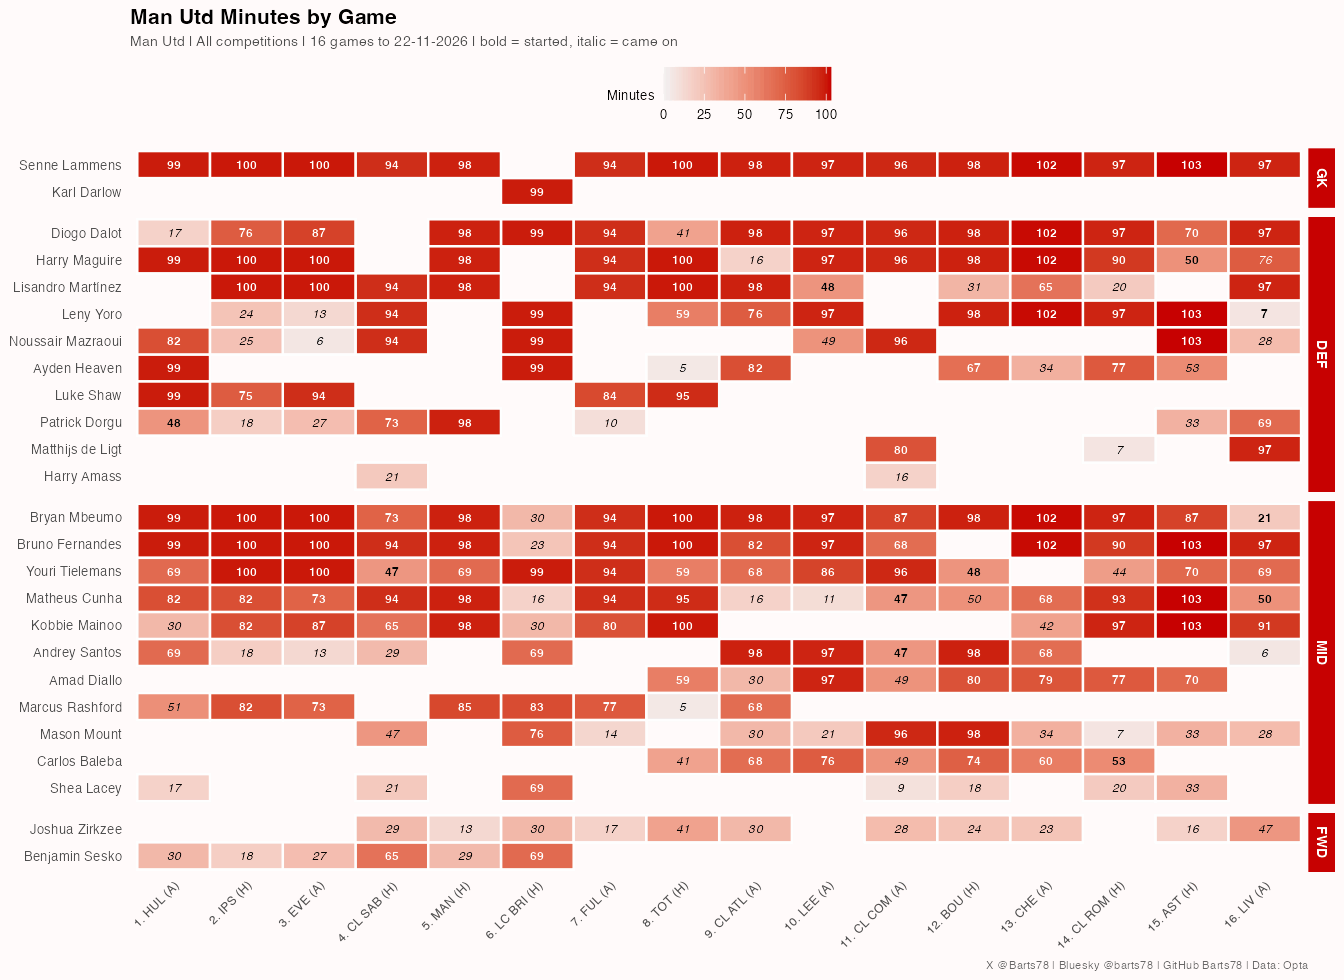 Man Utd Minutes by Game
Man Utd | All competitions | 16 games to 22-11-2026 | bold = started, italic = came on
Minutes
0 25 50 75 100
Senne Lammens 99 100 100 94 98 94 100 98 97 96 98 102 97 103 97
Karl Darlow 99
GK
Diogo Dalot 17 76 87 98 99 94 41 98 97 96 98 102 97 70 97
Harry Maguire 99 100 100 98 94 100 16 97 96 98 102 90 50 76
Lisandro Martínez 100 100 94 98 94 100 98 48 31 65 20 97
Leny Yoro 24 13 94 99 59 76 97 98 102 97 103 7
Noussair Mazraoui 82 25 6 94 99 49 96 103 28
Ayden Heaven 99 99 5 82 67 34 77 53
Luke Shaw 99 75 94 84 95
Patrick Dorgu 48 18 27 73 98 10 33 69
Matthijs de Ligt 80 7 97
Harry Amass 21 16
DEF
Bryan Mbeumo 99 100 100 73 98 30 94 100 98 97 87 98 102 97 87 21
Bruno Fernandes 99 100 100 94 98 23 94 100 82 97 68 102 90 103 97
Youri Tielemans 69 100 100 47 69 99 94 59 68 86 96 48 44 70 69
Matheus Cunha 82 82 73 94 98 16 94 95 16 11 47 50 68 93 103 50
Kobbie Mainoo 30 82 87 65 98 30 80 100 42 97 103 91
Andrey Santos 69 18 13 29 69 98 97 47 98 68 6
Amad Diallo 59 30 97 49 80 79 77 70
Marcus Rashford 51 82 73 85 83 77 5 68
Mason Mount 47 76 14 30 21 96 98 34 7 33 28
Carlos Baleba 41 68 76 49 74 60 53
Shea Lacey 17 21 69 9 18 20 33
MID
Joshua Zirkzee 29 13 30 17 41 30 28 24 23 16 47
Benjamin Sesko 30 18 27 65 29 69
FWD
1. HUL (A) 2. IPS (H) 3. EVE (A) 4. CL SAB (H) 5. MAN (H) 6. LC BRI (H) 7. FUL (A) 8. TOT (H) 9. CL ATL (A) 10. LEE (A) 11. CL COM (A) 12. BOU (H) 13. CHE (A) 14. CL ROM (H) 15. AST (H) 16. LIV (A)
X @Barts78 | Bluesky @barts78 | GitHub Barts78 | Data: Opta